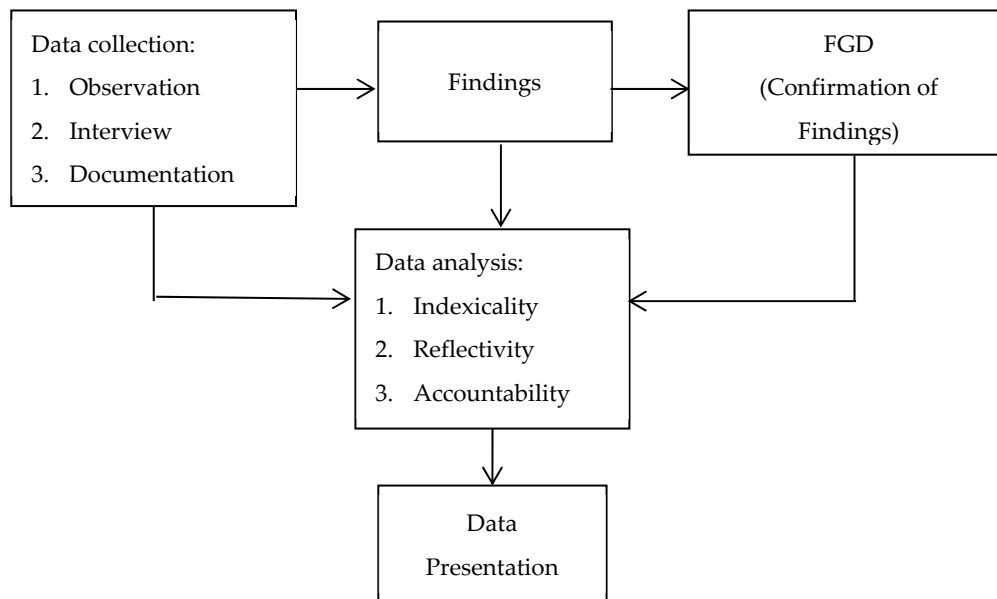 Data collection:
1. Observation
2. Interview
3. Documentation
Findings
FGD
(Confirmation of
Findings)
Data analysis:
1. Indexicality
2. Reflectivity
3. Accountability
Data
Presentation